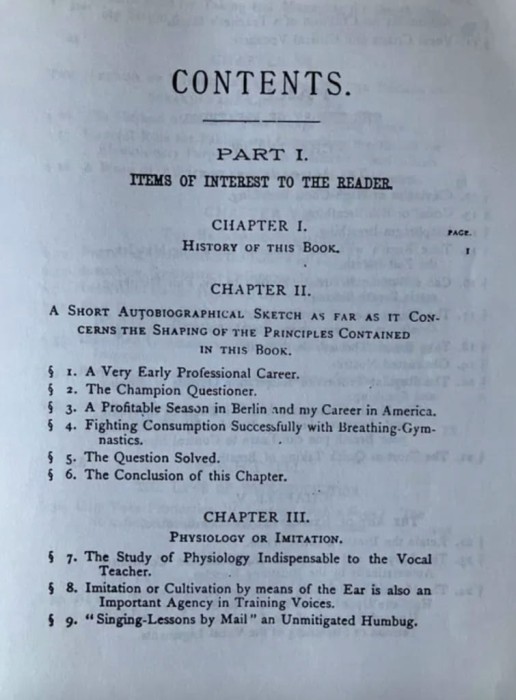 CONTENTS.
PART I.
ITEMS OF INTEREST TO THE READER.
CHAPTER I.
PAGE.
HISTORY OF THIS BOOK. 1
CHAPTER II.
A SHORT AUTOBIOGRAPHICAL SKETCH AS FAR AS IT CON-
CERNS THE SHAPING OF THE PRINCIPLES CONTAINED
IN THIS BOOK.
§ 1. A Very Early Professional Career.
§ 2. The Champion Questioner.
§ 3. A Profitable Season in Berlin and my Career in America.
§ 4. Fighting Consumption Successfully with Breathing-Gym-
nastics.
§ 5. The Question Solved.
§ 6. The Conclusion of this Chapter.
CHAPTER III.
PHYSIOLOGY OR IMITATION.
§ 7. The Study of Physiology Indispensable to the Vocal
Teacher.
§ 8. Imitation or Cultivation by means of the Ear is also an
Important Agency in Training Voices.
§ 9. "Singing-Lessons by Mail" an Unmitigated Humbug.